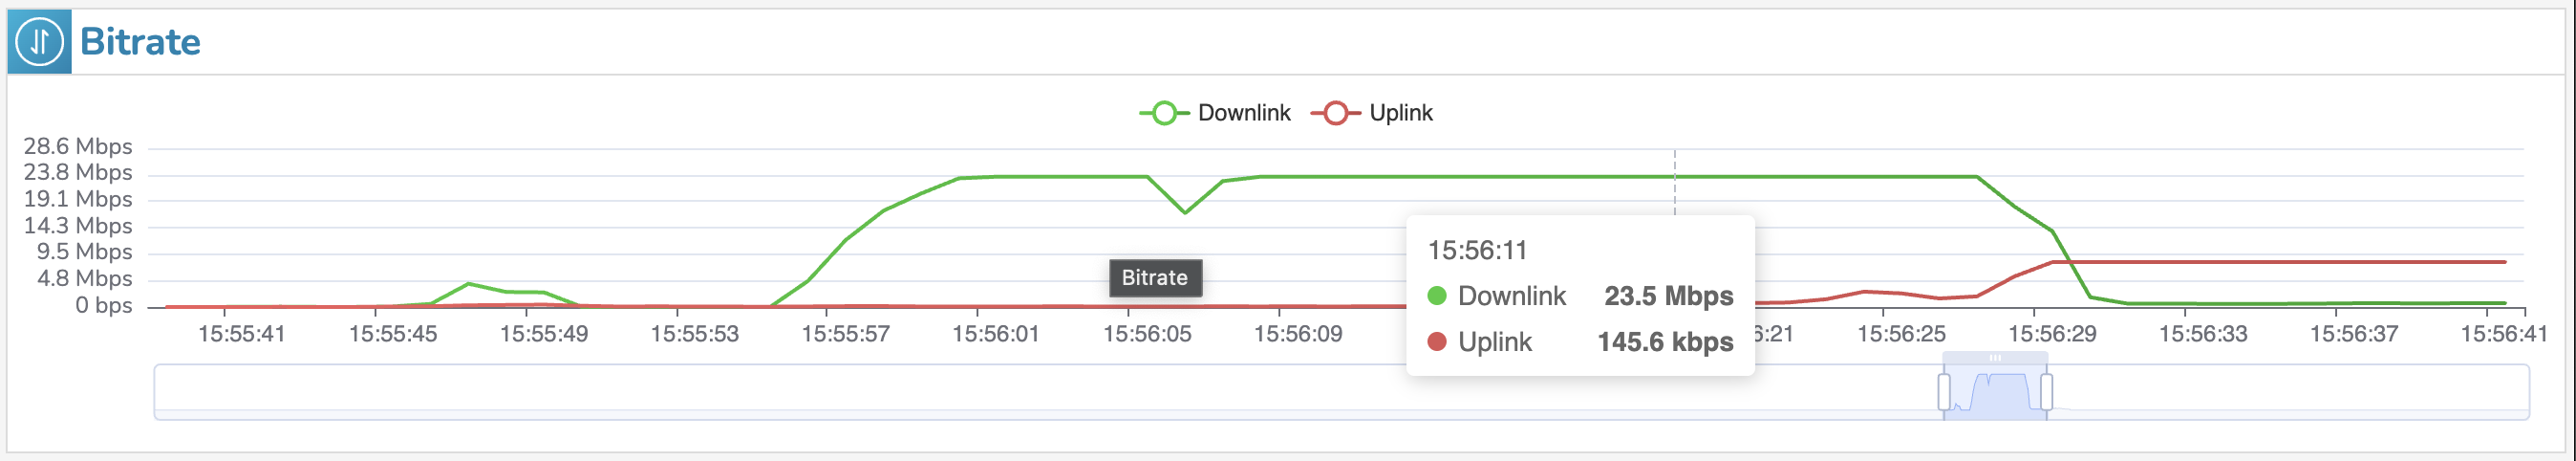 Bitrate
Downlink Uplink
28.6 Mbps
23.8 Mbps
19.1 Mbps
14.3 Mbps
9.5 Mbps
4.8 Mbps
0 bps
Bitrate
15:56:11
Downlink 23.5 Mbps
Uplink 145.6 kbps
15:55:41 15:55:45 15:55:49 15:55:53 15:55:57 15:56:01 15:56:05 15:56:09 6:21 15:56:25 15:56:29 15:56:33 15:56:37 15:56:41